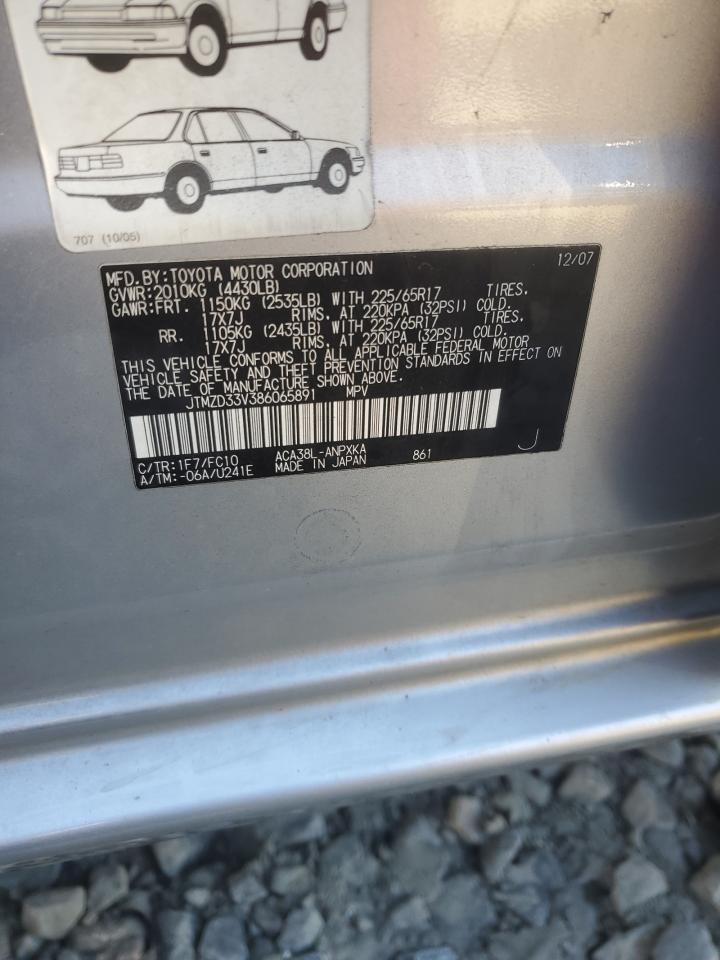 707 (10/05)
MFD.BY:TOYOTA MOTOR CORPORATION 12/07
GVWR:2010KG (4430LB)
GAWR:FRT. 1150KG (2535LB) WITH 225/65R17 TIRES.
17X7J RIMS. AT 220KPA (32PSI) COLD.
RR. 1105KG (2435LB) WITH 225/65R17 TIRES.
17X7J RIMS. AT 220KPA (32PSI) COLD.
THIS VEHICLE CONFORMS TO ALL APPLICABLE FEDERAL MOTOR
VEHICLE SAFETY AND THEFT PREVENTION STANDARDS IN EFFECT ON
THE DATE OF MANUFACTURE SHOWN ABOVE.
JTMZD33V386065891 MPV
C/TR:1F7/FC10 ACA38L-ANPXKA 861
A/TM:-06A/U241E MADE IN JAPAN
J